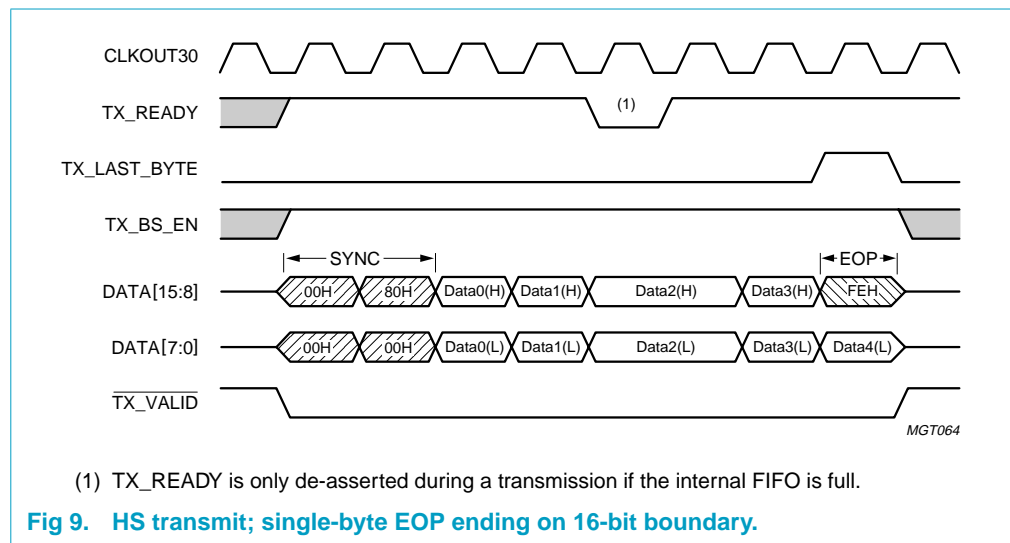 CLKOUT30
TX_READY (1)
TX_LAST_BYTE
TX_BS_EN
SYNC EOP
DATA[15:8] 00H 80H Data0(H) Data1(H) Data2(H) Data3(H) FEH
DATA[7:0] 00H 00H Data0(L) Data1(L) Data2(L) Data3(L) Data4(L)
TX_VALID
MGT064
(1) TX_READY is only de-asserted during a transmission if the internal FIFO is full.
Fig 9. HS transmit; single-byte EOP ending on 16-bit boundary.